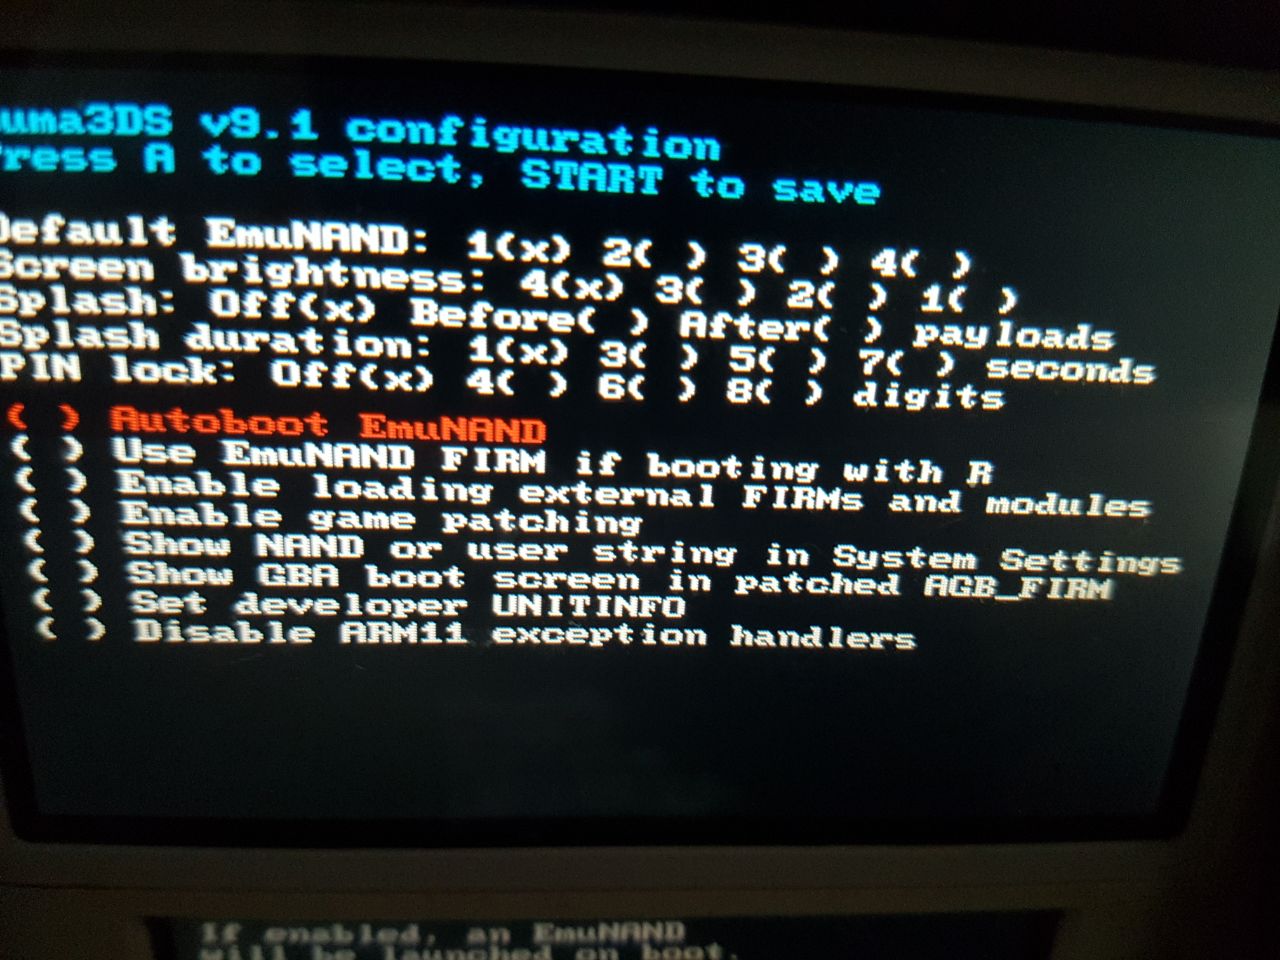 uma3DS v9.1 configuration
ress A to select, START to save
Default EmuNAND: 1(x) 2( ) 3( ) 4( )
Screen brightness: 4(x) 3( ) 2( ) 1( )
Splash: Off(x) Before( ) After( ) payloads
Splash duration: 1(x) 3( ) 5( ) 7( ) seconds
PIN lock: Off(x) 4( ) 6( ) 8( ) digits
( ) Autoboot EmuNAND
( ) Use EmuNAND FIRM if booting with R
( ) Enable loading external FIRMs and modules
( ) Enable game patching
( ) Show NAND or user string in System Settings
( ) Show GBA boot screen in patched AGB_FIRM
( ) Set developer UNITINFO
( ) Disable ARM11 exception handlers
If enabled, an EmuNAND
will be launched on boot.